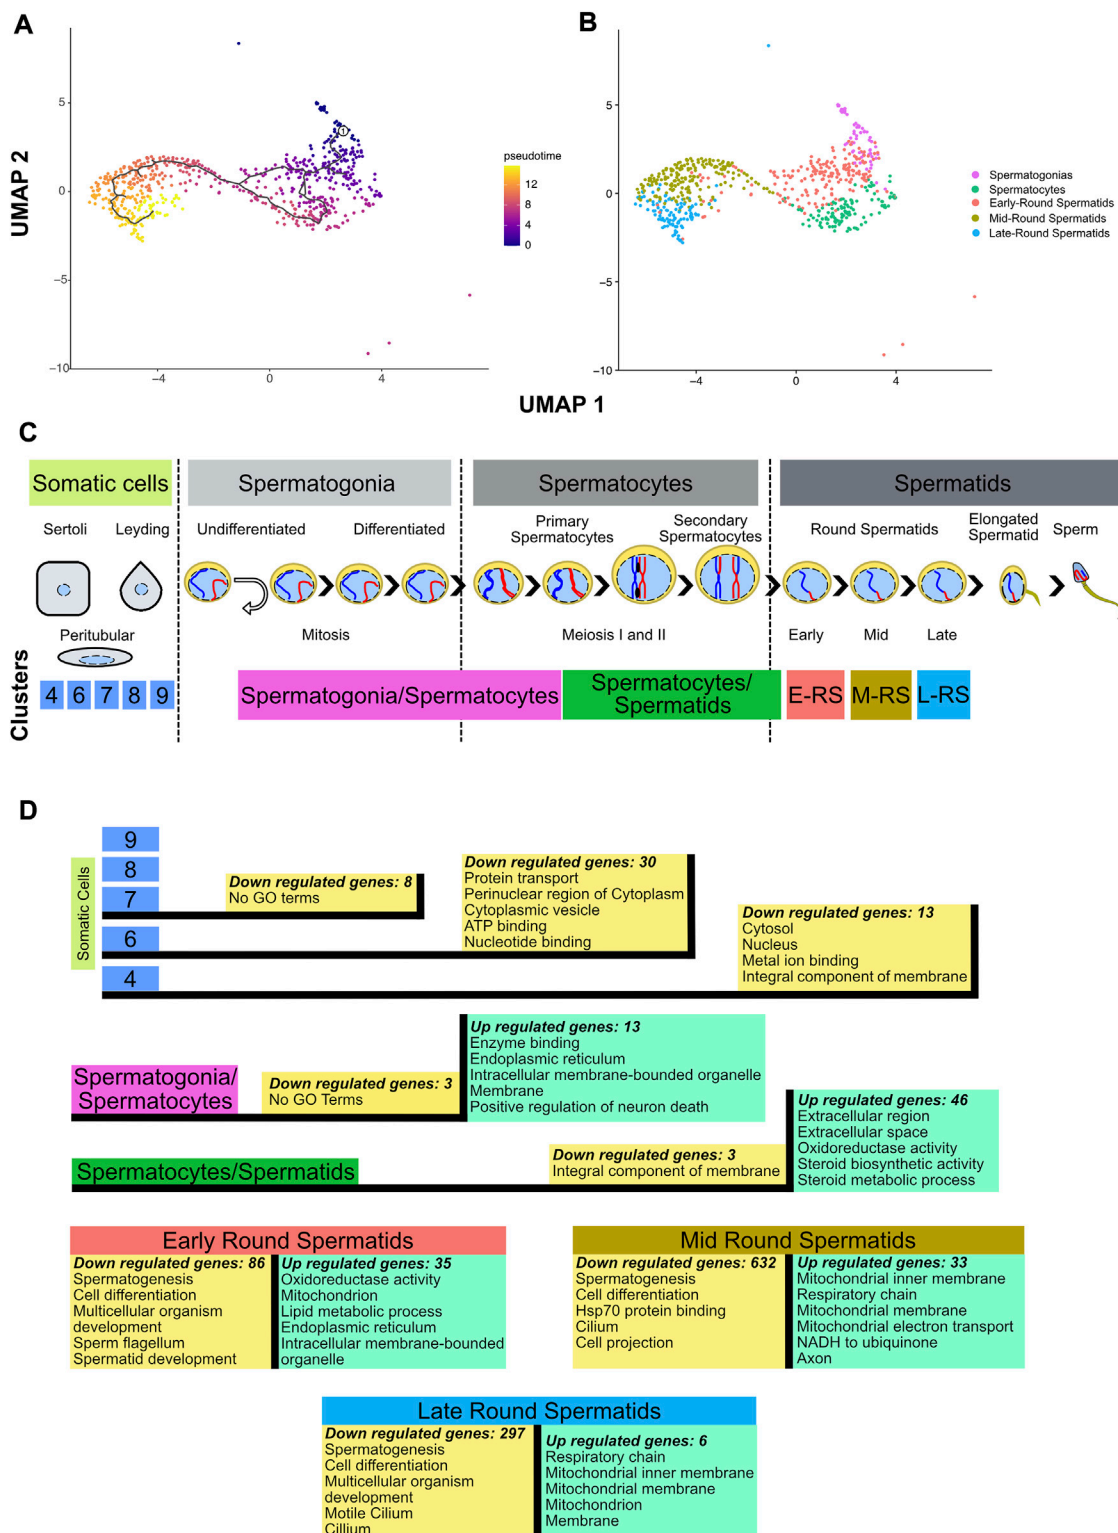 A
B
5
0
−5
−10
−4
0
4
UMAP 2
1
pseudotime
12
8
4
0
5
0
−5
−10
−4
0
4
Spermatogonias
Spermatocytes
Early-Round Spermatids
Mid-Round Spermatids
Late-Round Spermatids
UMAP 1
C
Somatic cells
Spermatogonia
Spermatocytes
Spermatids
Sertoli
Leyding
Undifferentiated
Differentiated
Primary
Spermatocytes
Secondary
Spermatocytes
Round Spermatids
Elongated
Spermatid
Sperm
Peritubular
Mitosis
Meiosis I and II
Early
Mid
Late
Clusters
4 6 7 8 9
Spermatogonia/Spermatocytes
Spermatocytes/
Spermatids
E-RS
M-RS
L-RS
D
Somatic Cells
9
8
7
6
4
Down regulated genes: 8
No GO terms
Down regulated genes: 30
Protein transport
Perinuclear region of Cytoplasm
Cytoplasmic vesicle
ATP binding
Nucleotide binding
Down regulated genes: 13
Cytosol
Nucleus
Metal ion binding
Integral component of membrane
Spermatogonia/
Spermatocytes
Down regulated genes: 3
No GO Terms
Up regulated genes: 13
Enzyme binding
Endoplasmic reticulum
Intracellular membrane-bounded organelle
Membrane
Positive regulation of neuron death
Spermatocytes/Spermatids
Down regulated genes: 3
Integral component of membrane
Up regulated genes: 46
Extracellular region
Extracellular space
Oxidoreductase activity
Steroid biosynthetic activity
Steroid metabolic process
Early Round Spermatids
Down regulated genes: 86
Spermatogenesis
Cell differentiation
Multicellular organism
development
Sperm flagellum
Spermatid development
Up regulated genes: 35
Oxidoreductase activity
Mitochondrion
Lipid metabolic process
Endoplasmic reticulum
Intracellular membrane-bounded
organelle
Mid Round Spermatids
Down regulated genes: 632
Spermatogenesis
Cell differentiation
Hsp70 protein binding
Cilium
Cell projection
Up regulated genes: 33
Mitochondrial inner membrane
Respiratory chain
Mitochondrial membrane
Mitochondrial electron transport
NADH to ubiquinone
Axon
Late Round Spermatids
Down regulated genes: 297
Spermatogenesis
Cell differentiation
Multicellular organism
development
Motile Cilium
Cillium
Up regulated genes: 6
Respiratory chain
Mitochondrial inner membrane
Mitochondrial membrane
Mitochondrion
Membrane